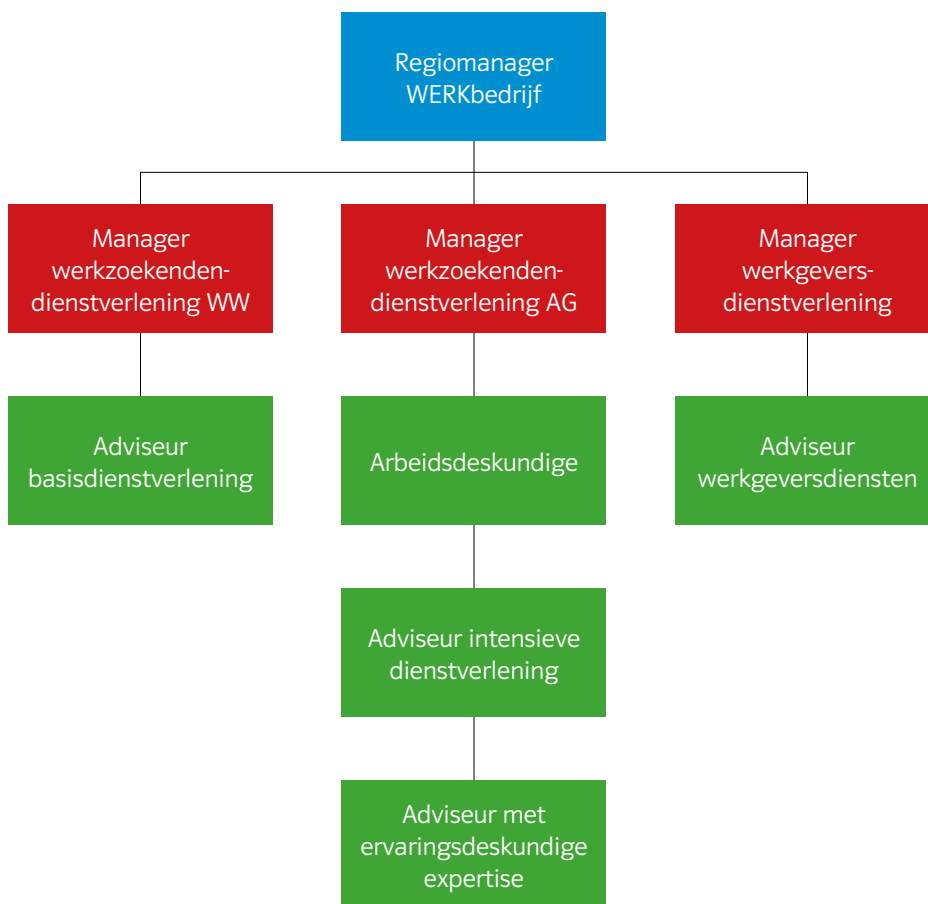 Regiomanager
WERKbedrijf
Manager
werkzoekenden-
dienstverlening WW
Manager
werkzoekenden-
dienstverlening AG
Manager
werkgevers-
dienstverlening
Adviseur
basisdienstverlening
Arbeidsdeskundige
Adviseur
werkgeversdiensten
Adviseur intensieve
dienstverlening
Adviseur met
ervaringsdeskundige
expertise